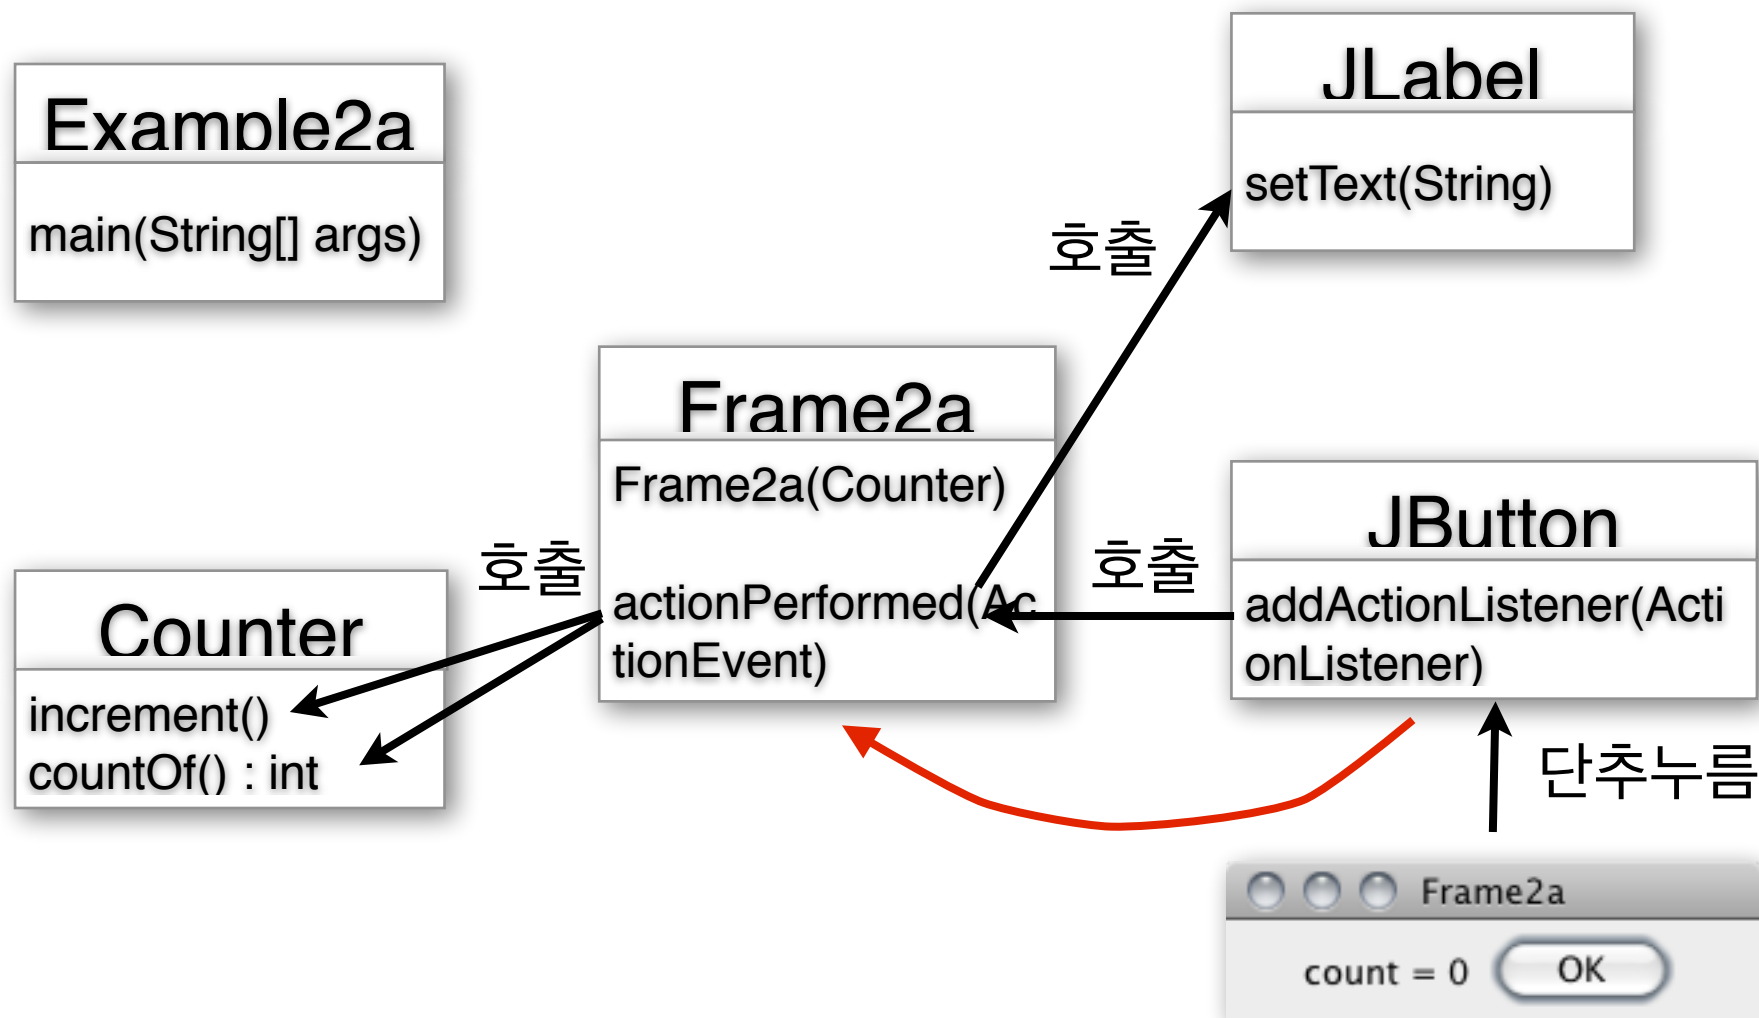 Example2a
main(String[] args)
JLabel
setText(String)
호출
Frame2a
Frame2a(Counter)
actionPerformed(Ac
tionEvent)
호출
호출
JButton
addActionListener(Acti
onListener)
Counter
increment()
countOf() : int
단추누름
Frame2a
count = 0
OK